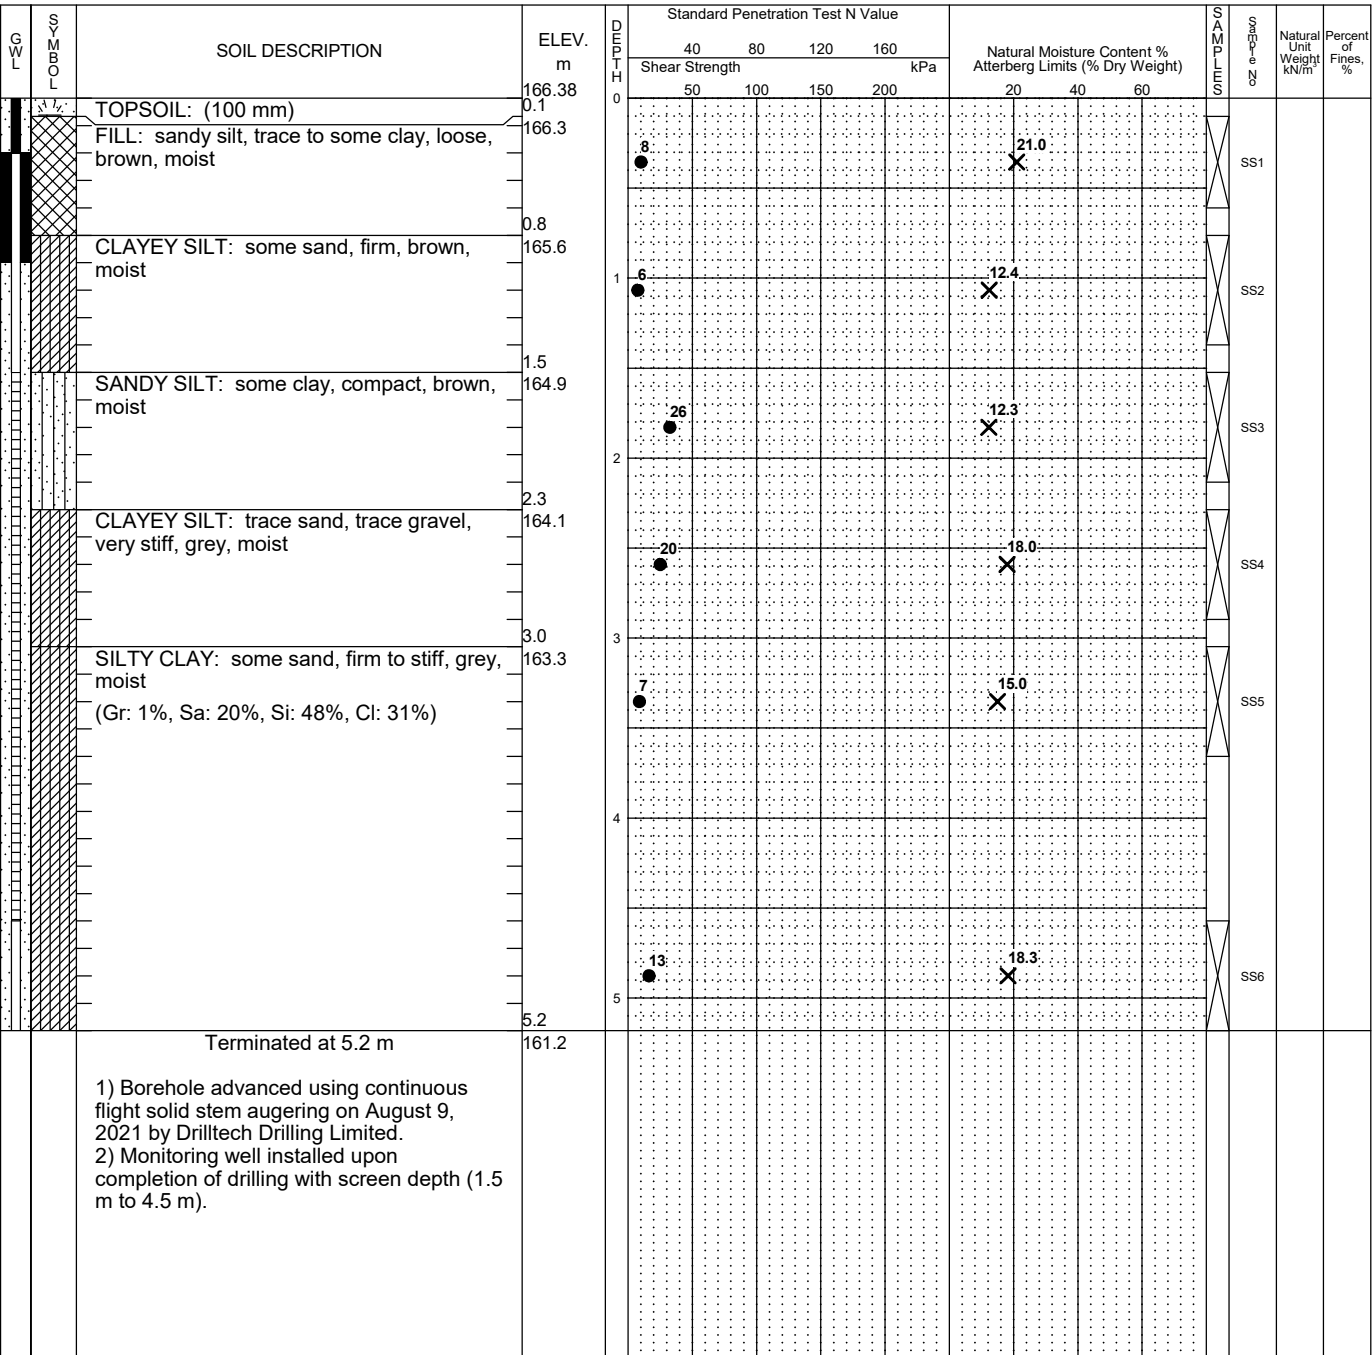 GWL
SYMBOL
SOIL DESCRIPTION
ELEV.
m
166.38
DEPTH
Standard Penetration Test N Value
40 80 120 160
Shear Strength kPa
50 100 150 200
Natural Moisture Content %
Atterberg Limits (% Dry Weight)
20 40 60
SAMPLES
Sample No
Natural
Unit
Weight
kN/m³
Percent
of
Fines,
%
0
TOPSOIL: (100 mm)
0.1
FILL: sandy silt, trace to some clay, loose,
brown, moist
166.3
8
21.0
SS1
0.8
CLAYEY SILT: some sand, firm, brown,
moist
165.6
1
6
12.4
SS2
1.5
SANDY SILT: some clay, compact, brown,
moist
164.9
26
12.3
SS3
2
2.3
CLAYEY SILT: trace sand, trace gravel,
very stiff, grey, moist
164.1
20
18.0
SS4
3.0
3
SILTY CLAY: some sand, firm to stiff, grey,
moist
163.3
(Gr: 1%, Sa: 20%, Si: 48%, Cl: 31%)
7
15.0
SS5
4
13
18.3
SS6
5
5.2
Terminated at 5.2 m
161.2
1) Borehole advanced using continuous
flight solid stem augering on August 9,
2021 by Drilltech Drilling Limited.
2) Monitoring well installed upon
completion of drilling with screen depth (1.5
m to 4.5 m).